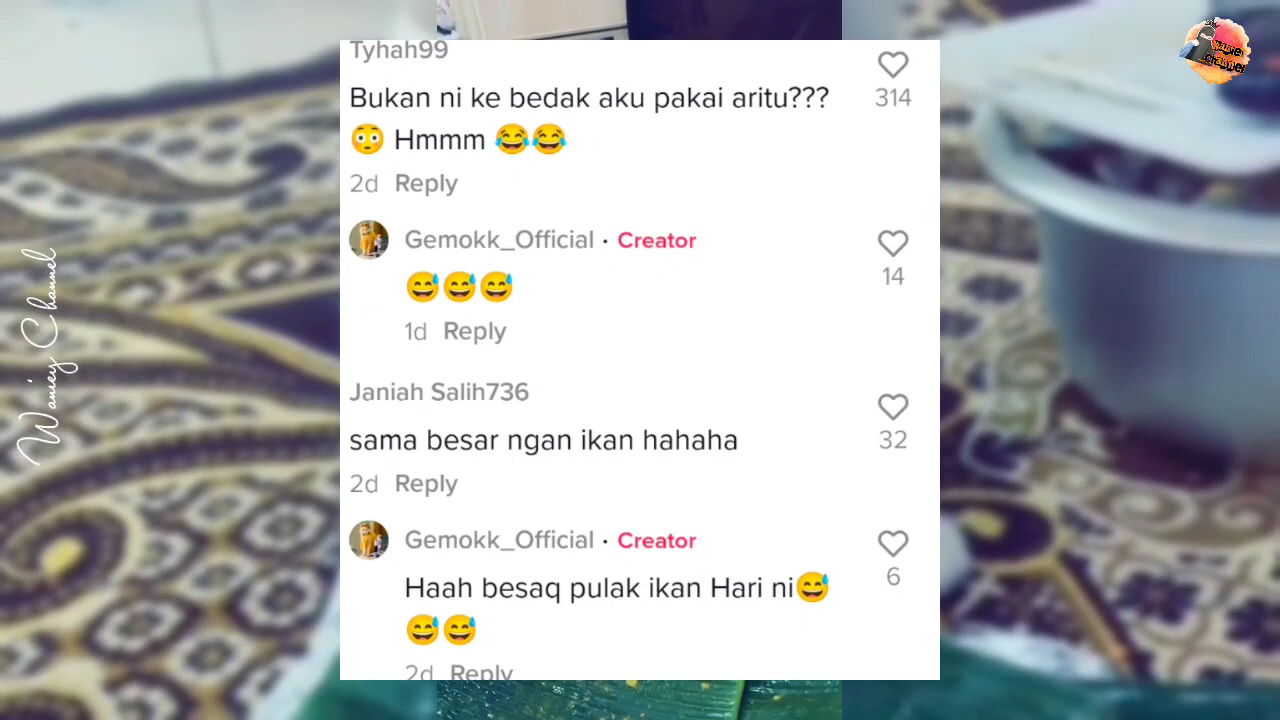 Tyhah99
314
Bukan ni ke bedak aku pakai aritu???
😳 Hmmm 😂😂
2d Reply
Gemokk_Official · Creator
14
😅😅😅
1d Reply
Janiah Salih736
32
sama besar ngan ikan hahaha
2d Reply
Gemokk_Official · Creator
6
Haah besaq pulak ikan Hari ni😅
😅😅
2d Reply
Waniey Channel